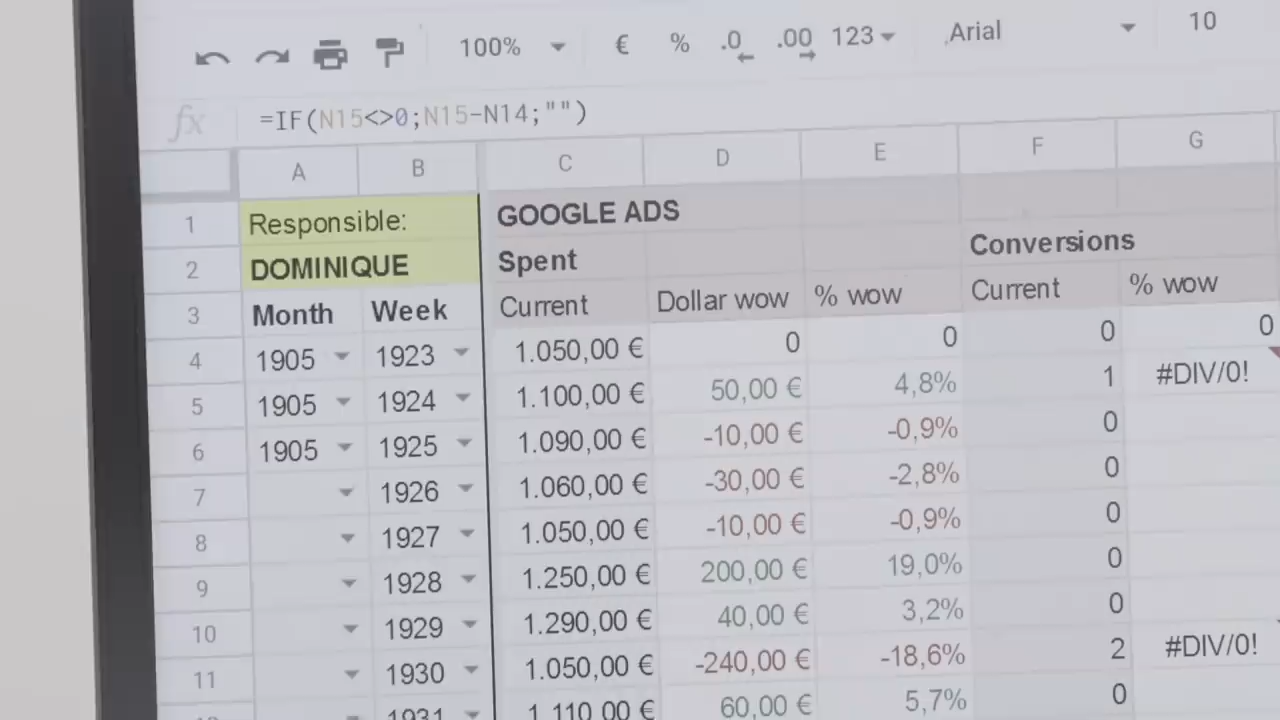 100% € % .0 .00 123 Arial 10
fx =IF(N15<>0;N15-N14;"")
A B C D E F G
1 Responsible: GOOGLE ADS
2 DOMINIQUE Spent Conversions
3 Month Week Current Dollar wow % wow Current % wow
4 1905 1923 1.050,00 € 0 0 0 0
5 1905 1924 1.100,00 € 50,00 € 4,8% 1 #DIV/0!
6 1905 1925 1.090,00 € -10,00 € -0,9% 0
7 1926 1.060,00 € -30,00 € -2,8% 0
8 1927 1.050,00 € -10,00 € -0,9% 0
9 1928 1.250,00 € 200,00 € 19,0% 0
10 1929 1.290,00 € 40,00 € 3,2% 0
11 1930 1.050,00 € -240,00 € -18,6% 2 #DIV/0!
1931 1.110,00 € 60,00 € 5,7% 0